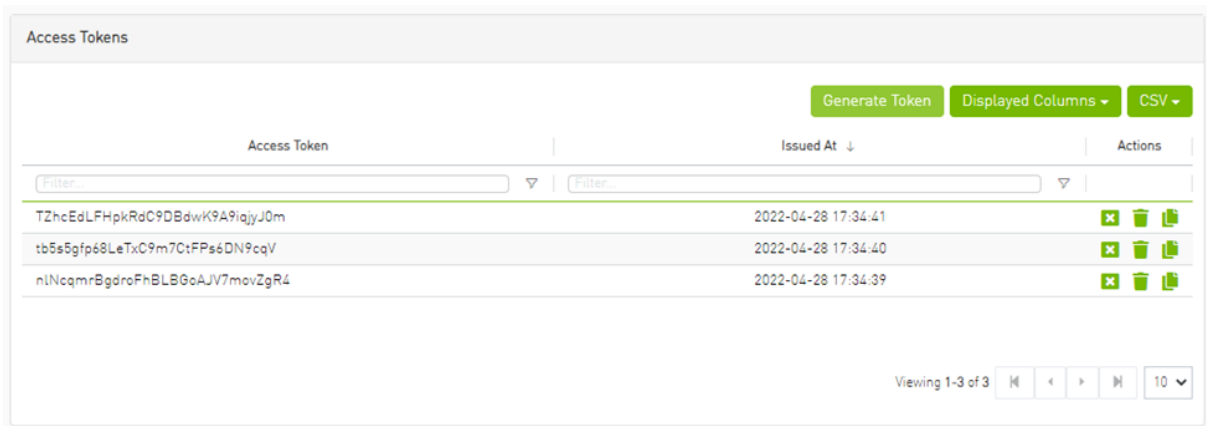 Access Tokens
Generate Token Displayed Columns CSV
Access Token Issued At ↓ Actions
Filter... Filter...
TZhcEdLFHpkRdC9DBdwK9A9iqjyJ0m 2022-04-28 17:34:41
tb5s5gfp68LeTxC9m7CtFPs6DN9cqV 2022-04-28 17:34:40
nlNcqmrBgdroFhBLBGoAJV7movZgR4 2022-04-28 17:34:39
Viewing 1-3 of 3 10